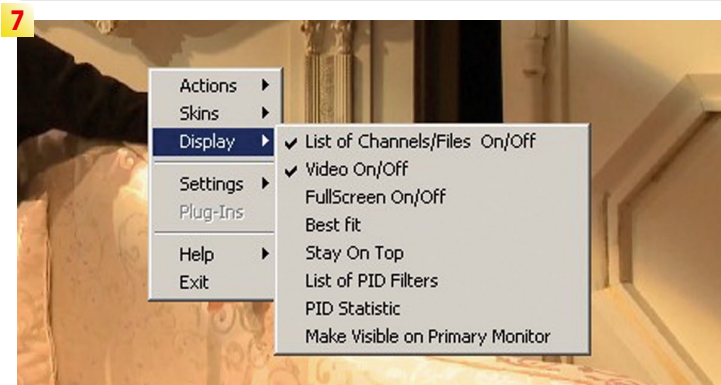 7
Actions
Skins
Display
Settings
Plug-Ins
Help
Exit
List of Channels/Files On/Off
Video On/Off
FullScreen On/Off
Best fit
Stay On Top
List of PID Filters
PID Statistic
Make Visible on Primary Monitor